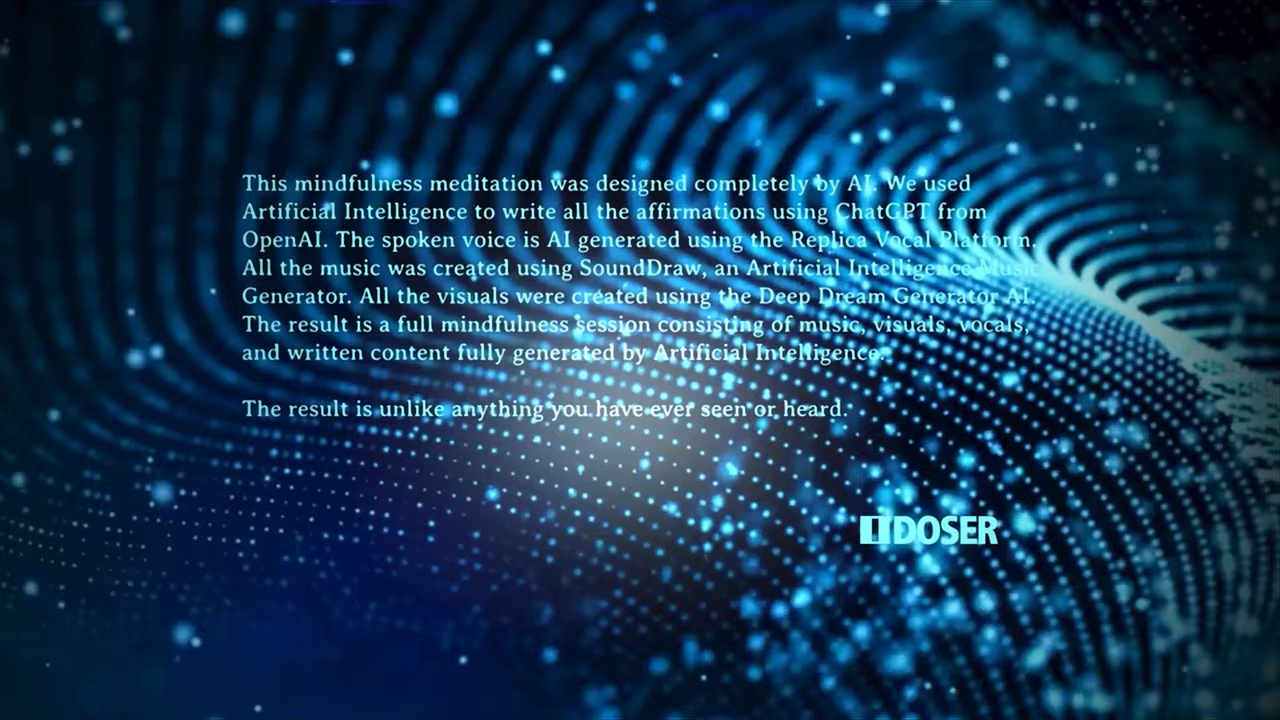 This mindfulness meditation was designed completely by AI. We used
Artificial Intelligence to write all the affirmations using ChatGPT from
OpenAI. The spoken voice is AI generated using the Replica Vocal Platform.
All the music was created using SoundDraw, an Artificial Intelligence Music
Generator. All the visuals were created using the Deep Dream Generator AI.
The result is a full mindfulness session consisting of music, visuals, vocals,
and written content fully generated by Artificial Intelligence.
The result is unlike anything you have ever seen or heard.
iDOSER